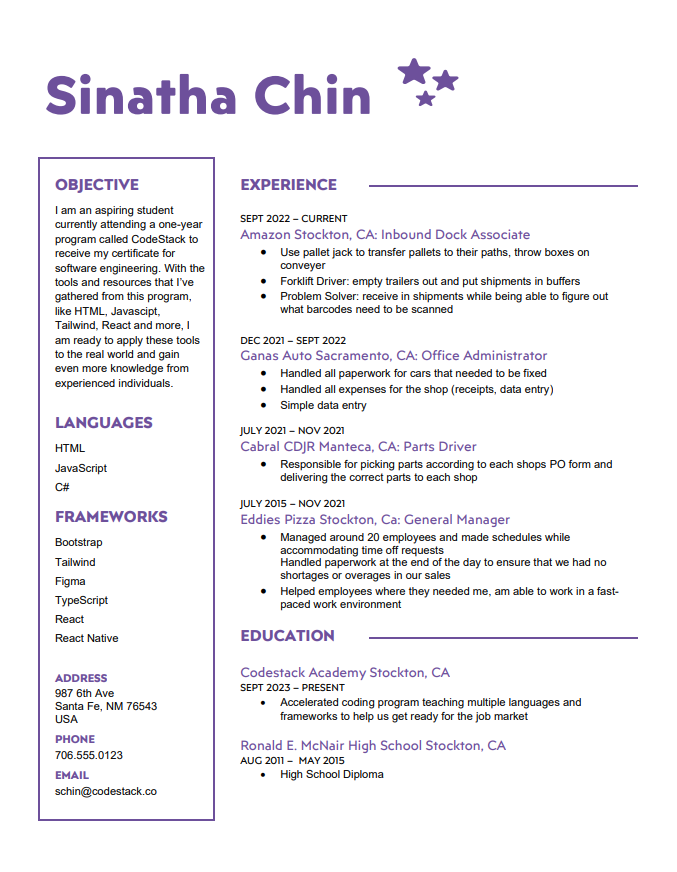 Sinatha Chin
OBJECTIVE
I am an aspiring student
currently attending a one-year
program called CodeStack to
receive my certificate for
software engineering. With the
tools and resources that I've
gathered from this program,
like HTML, Javascipt,
Tailwind, React and more, I
am ready to apply these tools
to the real world and gain
even more knowledge from
experienced individuals.
LANGUAGES
HTML
JavaScript
C#
FRAMEWORKS
Bootstrap
Tailwind
Figma
TypeScript
React
React Native
ADDRESS
987 6th Ave
Santa Fe, NM 76543
USA
PHONE
706.555.0123
EMAIL
schin@codestack.co
EXPERIENCE
SEPT 2022 – CURRENT
Amazon Stockton, CA: Inbound Dock Associate
● Use pallet jack to transfer pallets to their paths, throw boxes on
conveyer
● Forklift Driver: empty trailers out and put shipments in buffers
● Problem Solver: receive in shipments while being able to figure out
what barcodes need to be scanned
DEC 2021 – SEPT 2022
Ganas Auto Sacramento, CA: Office Administrator
● Handled all paperwork for cars that needed to be fixed
● Handled all expenses for the shop (receipts, data entry)
● Simple data entry
JULY 2021 – NOV 2021
Cabral CDJR Manteca, CA: Parts Driver
● Responsible for picking parts according to each shops PO form and
delivering the correct parts to each shop
JULY 2015 – NOV 2021
Eddies Pizza Stockton, Ca: General Manager
● Managed around 20 employees and made schedules while
accommodating time off requests
Handled paperwork at the end of the day to ensure that we had no
shortages or overages in our sales
● Helped employees where they needed me, am able to work in a fast-
paced work environment
EDUCATION
Codestack Academy Stockton, CA
SEPT 2023 – PRESENT
• Accelerated coding program teaching multiple languages and
frameworks to help us get ready for the job market
Ronald E. McNair High School Stockton, CA
AUG 2011 – MAY 2015
• High School Diploma